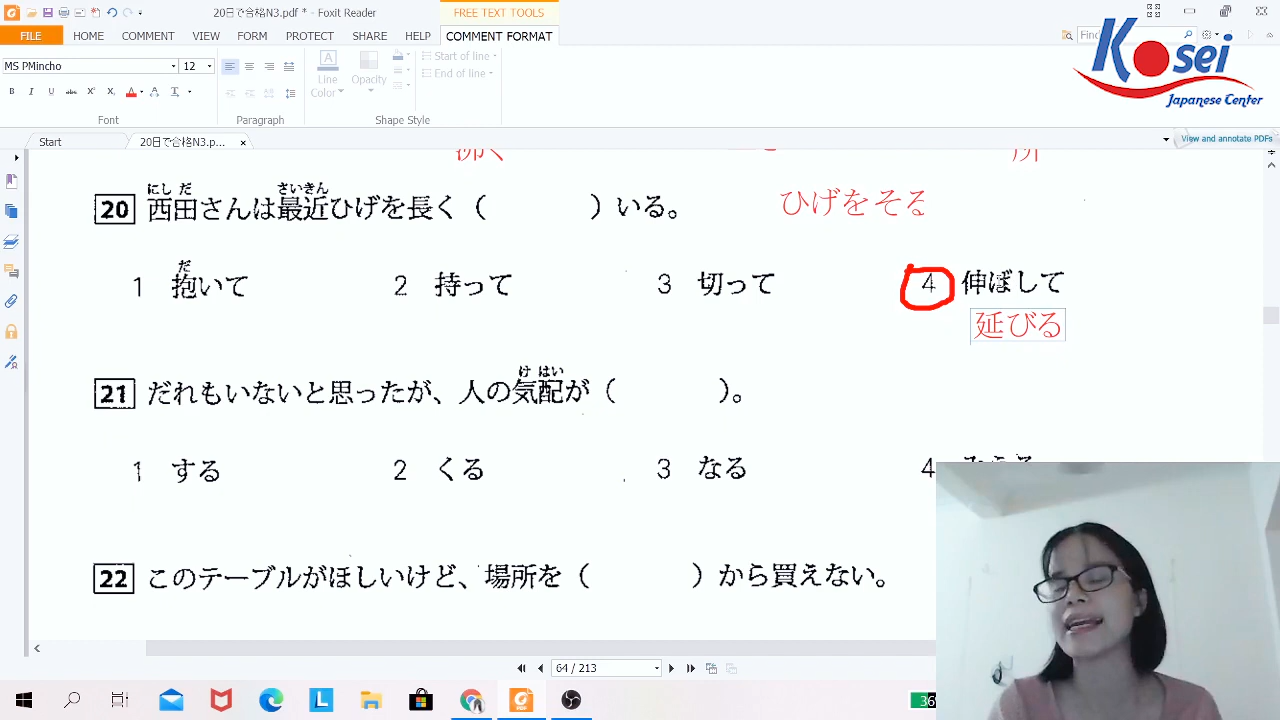 20日で合格N3.pdf * - Foxit Reader
FREE TEXT TOOLS
FILE HOME COMMENT VIEW FORM PROTECT SHARE HELP COMMENT FORMAT
Find
Kosei
Japanese Center
MS PMincho 12
Line Color
Opacity
Start of line
End of line
Font Paragraph Shape Style
Start 20日で合格N3.p...
View and annotate PDFs
沸く 所
20 西田さんは最近ひげを長く（ ）いる。 ひげをそる
にし だ さいきん
1 抱いて 2 持って 3 切って 4 伸ばして
だ
延びる
21 だれもいないと思ったが、人の気配が（ ）。
け はい
1 する 2 くる 3 なる 4
22 このテーブルがほしいけど、場所を（ ）から買えない。
64 / 213
36